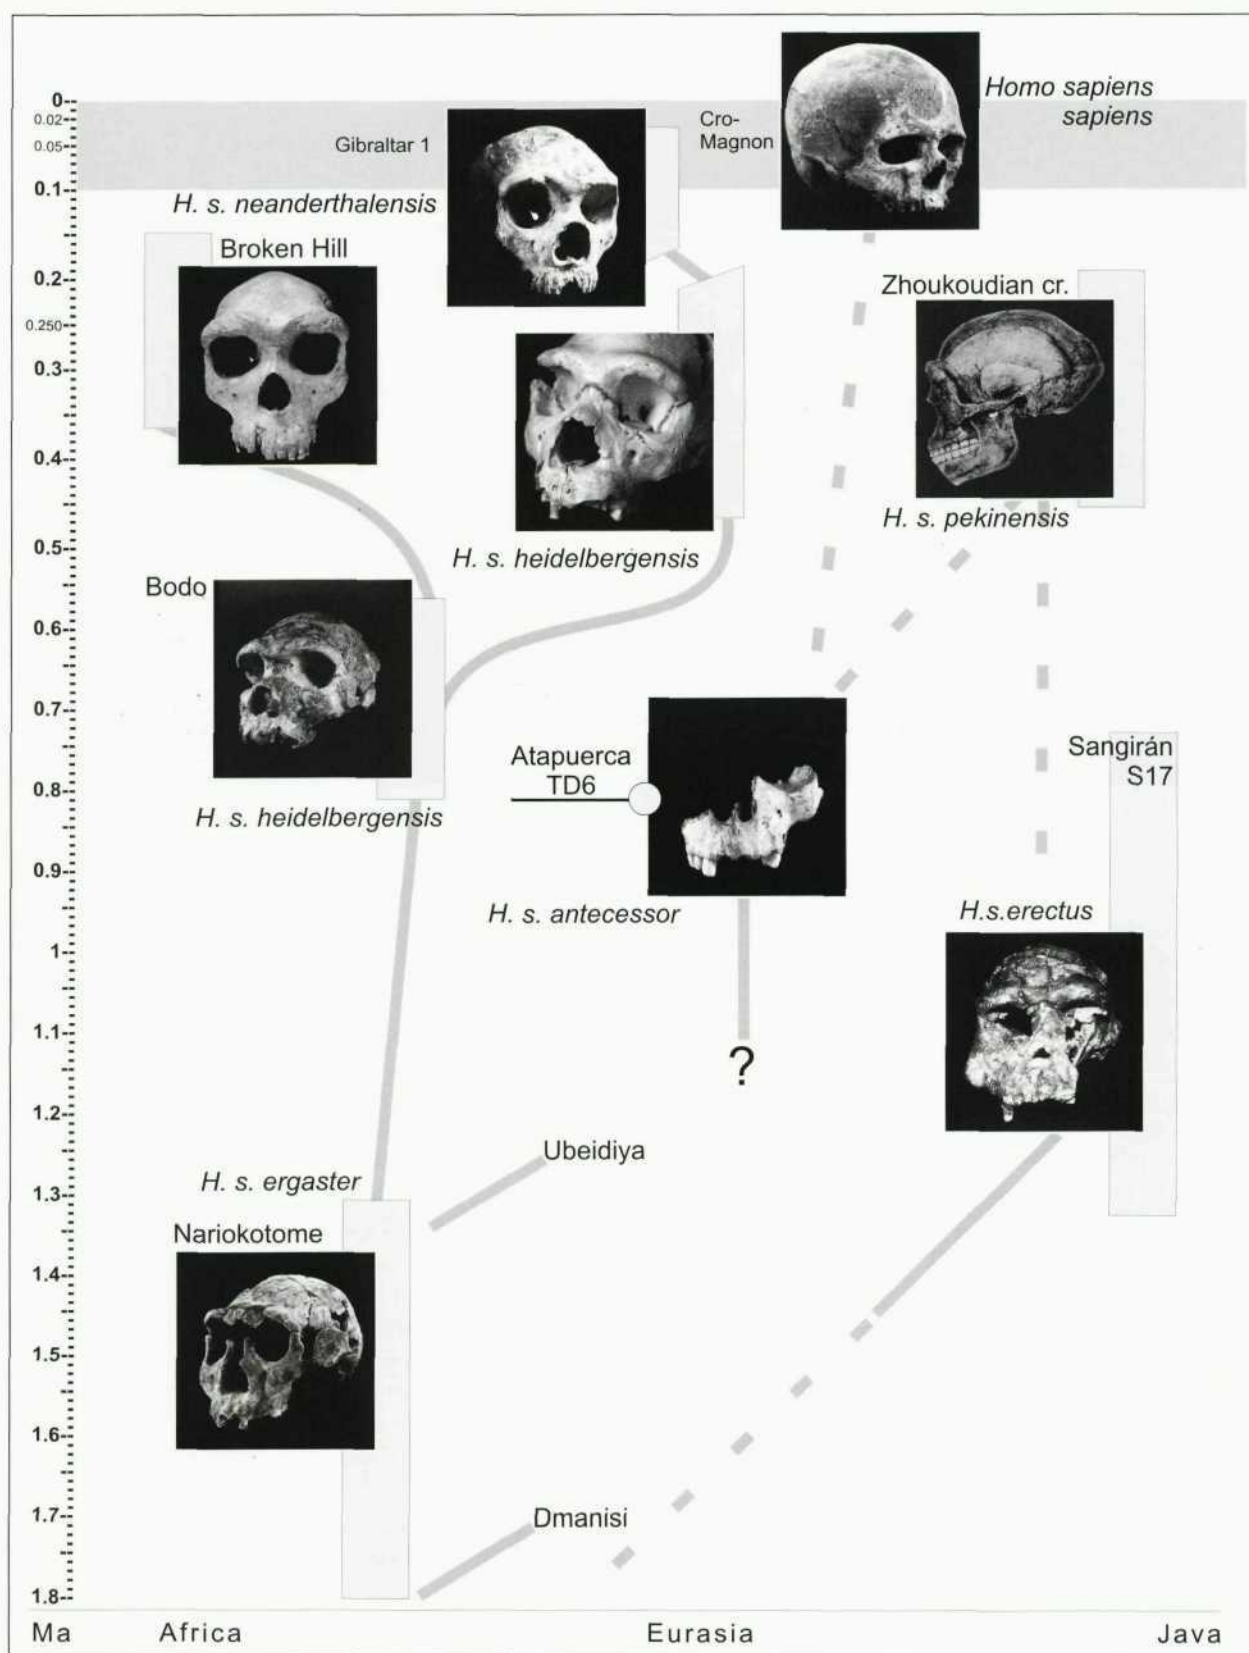 Homo sapiens
sapiens
Cro-
Magnon
Gibraltar 1
H. s. neanderthalensis
Broken Hill
Zhoukoudian cr.
H. s. pekinensis
H. s. heidelbergensis
Bodo
H. s. heidelbergensis
Atapuerca
TD6
H. s. antecessor
Sangirán
S17
H.s.erectus
?
Ubeidiya
H. s. ergaster
Nariokotome
Dmanisi
0
0.02
0.05
0.1
0.2
0.250
0.3
0.4
0.5
0.6
0.7
0.8
0.9
1
1.1
1.2
1.3
1.4
1.5
1.6
1.7
1.8
Ma Africa Eurasia Java